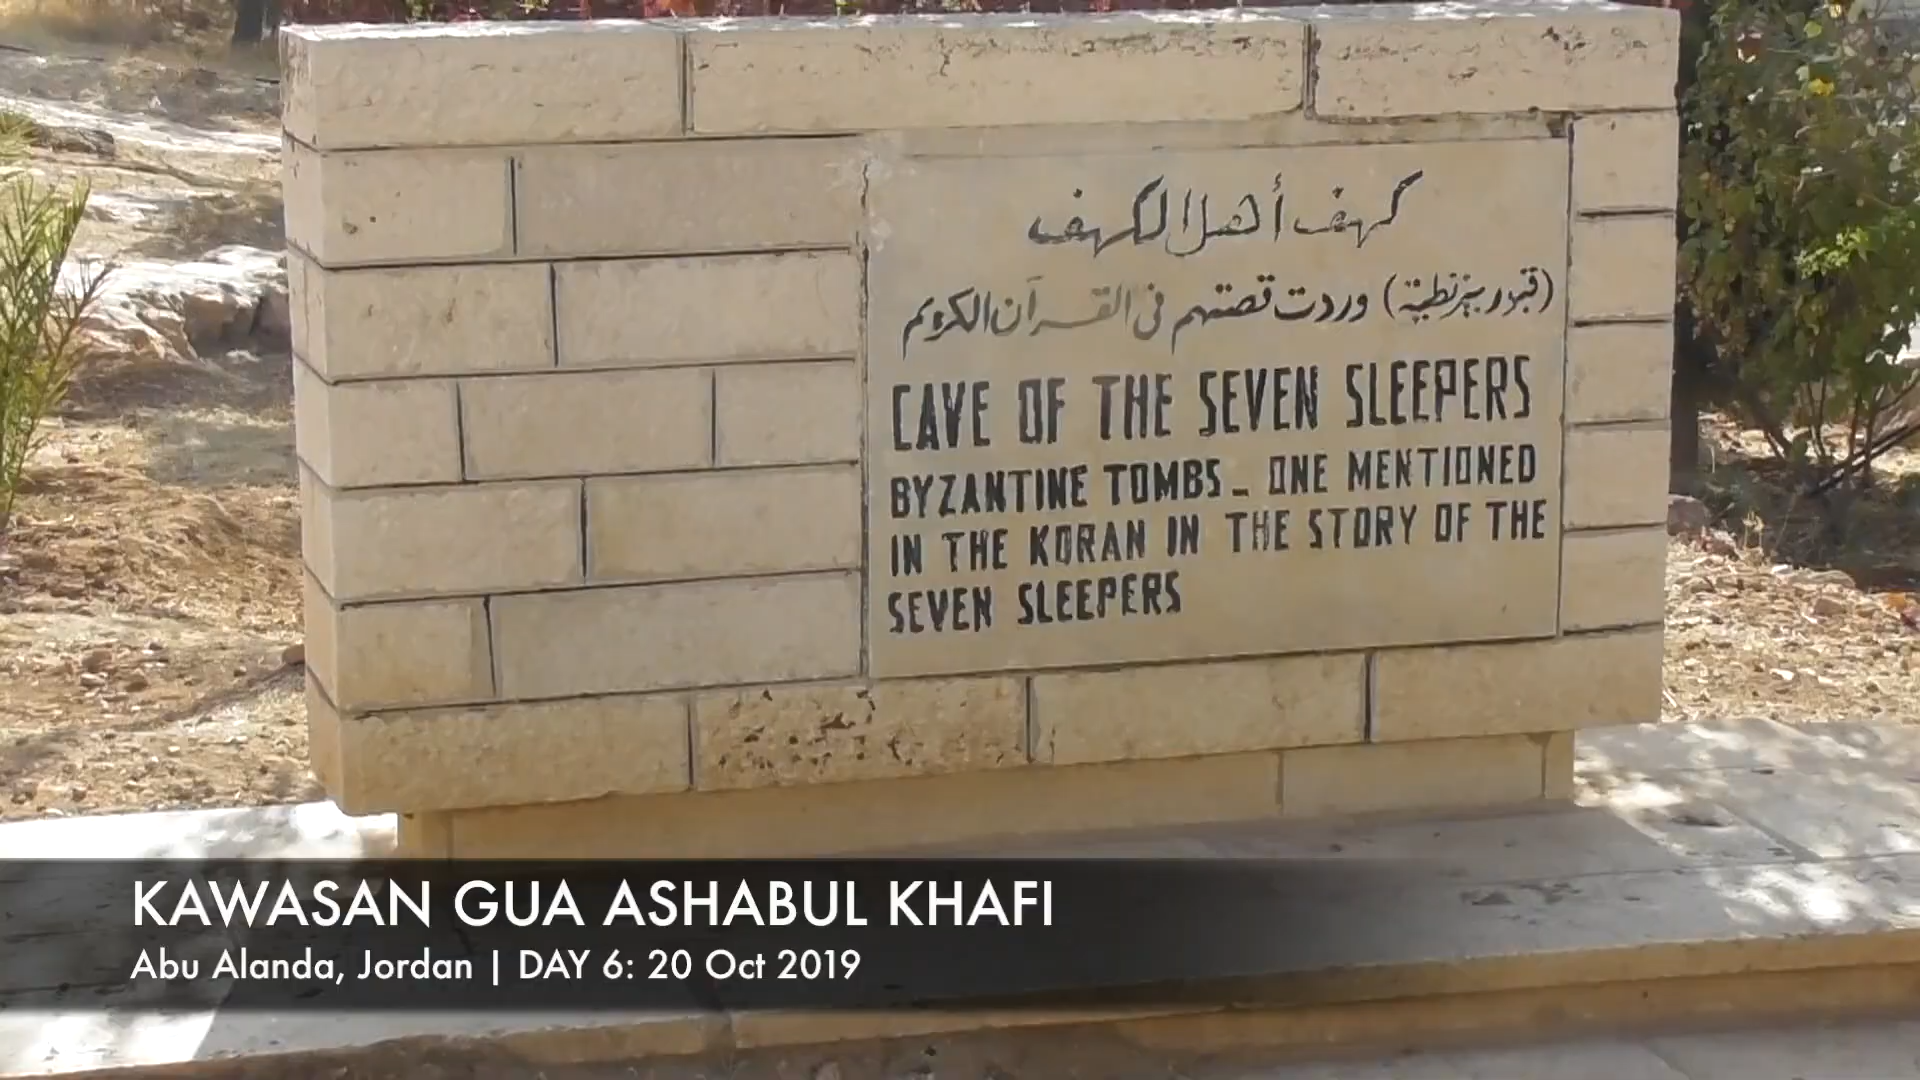 كهف أهل الكهف
(قبور بيزنطية) وردت قصتهم في القرآن الكريم
CAVE OF THE SEVEN SLEEPERS
BYZANTINE TOMBS - ONE MENTIONED
IN THE KORAN IN THE STORY OF THE
SEVEN SLEEPERS
KAWASAN GUA ASHABUL KHAFI
Abu Alanda, Jordan | DAY 6: 20 Oct 2019